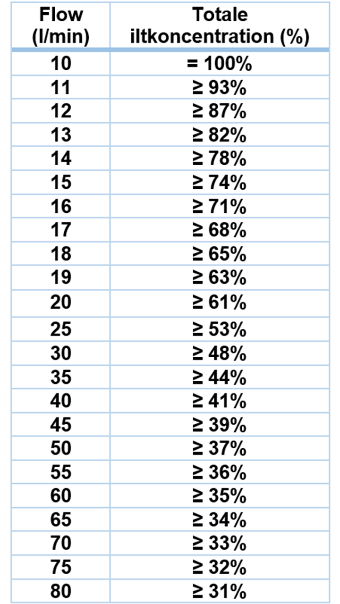 Flow Totale
(l/min) iltkoncentration (%)
10 = 100%
11 ≥ 93%
12 ≥ 87%
13 ≥ 82%
14 ≥ 78%
15 ≥ 74%
16 ≥ 71%
17 ≥ 68%
18 ≥ 65%
19 ≥ 63%
20 ≥ 61%
25 ≥ 53%
30 ≥ 48%
35 ≥ 44%
40 ≥ 41%
45 ≥ 39%
50 ≥ 37%
55 ≥ 36%
60 ≥ 35%
65 ≥ 34%
70 ≥ 33%
75 ≥ 32%
80 ≥ 31%